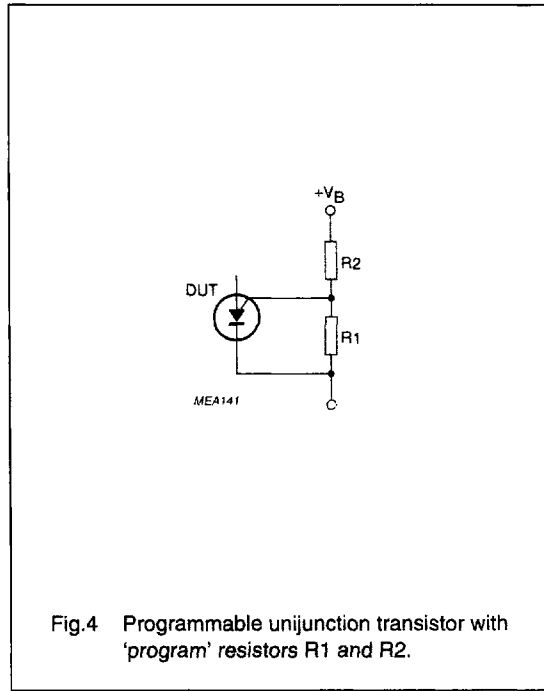 +VB
R2
DUT
R1
MEA141
Fig.4 Programmable unijunction transistor with
'program' resistors R1 and R2.